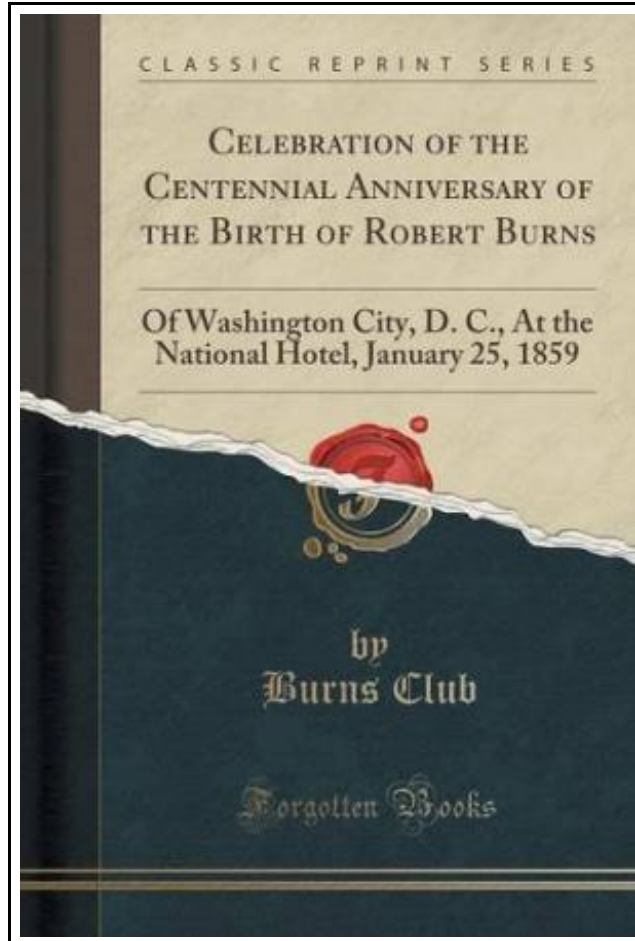 CLASSIC REPRINT SERIES
CELEBRATION OF THE
CENTENNIAL ANNIVERSARY OF
THE BIRTH OF ROBERT BURNS
Of Washington City, D. C., At the
National Hotel, January 25, 1859
by
Burns Club
Forgotten Books